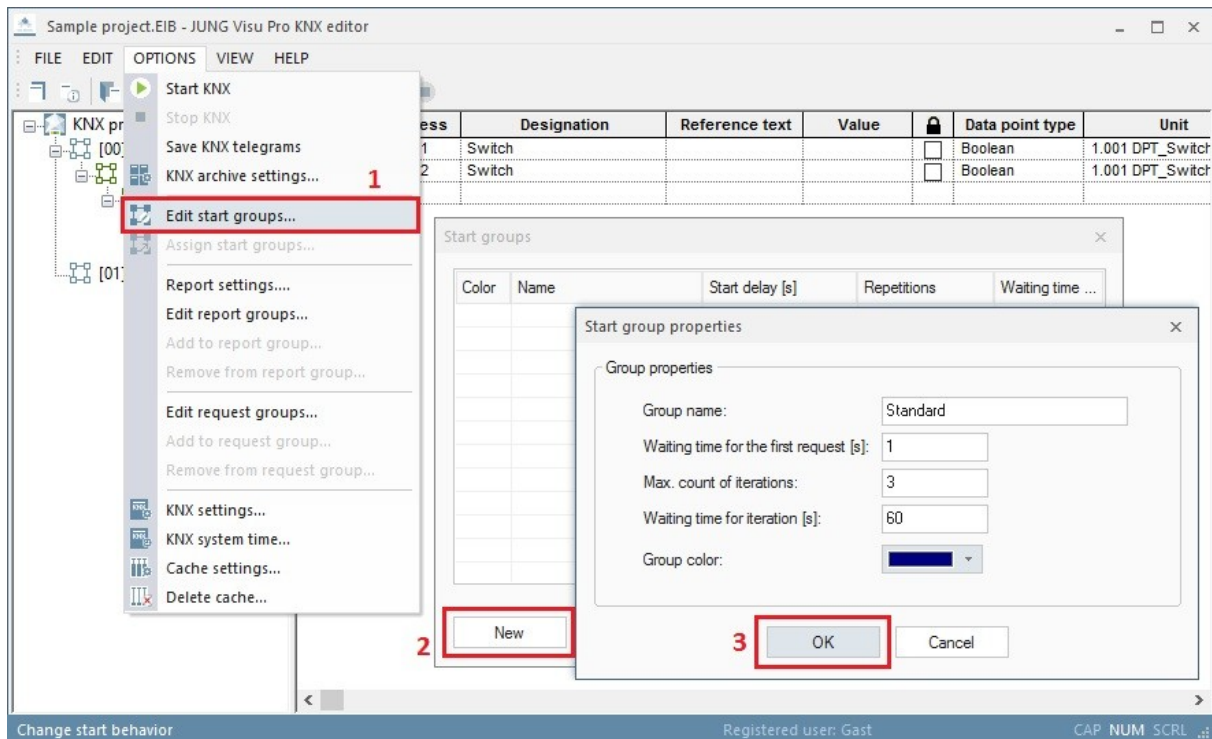 Sample project.EIB - JUNG Visu Pro KNX editor
FILE EDIT OPTIONS VIEW HELP
Start KNX
Stop KNX
Save KNX telegrams
KNX archive settings...
1
Edit start groups...
Assign start groups...
Report settings....
Edit report groups...
Add to report group...
Remove from report group...
Edit request groups...
Add to request group...
Remove from request group...
KNX settings...
KNX system time...
Cache settings...
Delete cache...
KNX pr
[00]
[01]
ess Designation Reference text Value Data point type Unit
1 Switch Boolean 1.001 DPT_Switch
2 Switch Boolean 1.001 DPT_Switch
Start groups
Color Name Start delay [s] Repetitions Waiting time ...
Start group properties
Group properties
Group name: Standard
Waiting time for the first request [s]: 1
Max. count of iterations: 3
Waiting time for iteration [s]: 60
Group color:
2 New
3 OK Cancel
Change start behavior Registered user: Gast CAP NUM SCRL